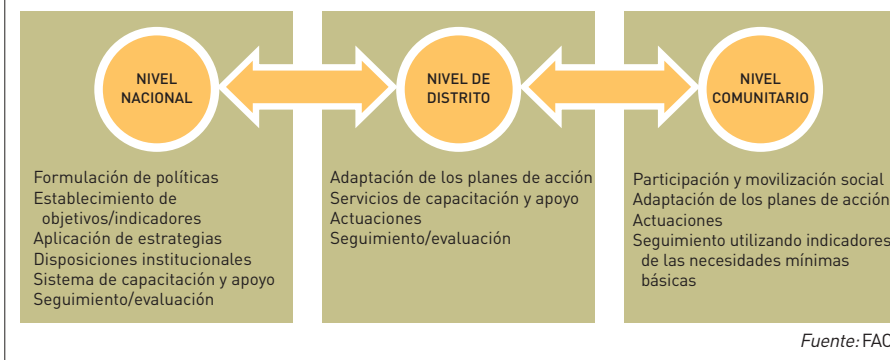 NIVEL
NACIONAL
Formulación de políticas
Establecimiento de
objetivos/indicadores
Aplicación de estrategias
Disposiciones institucionales
Sistema de capacitación y apoyo
Seguimiento/evaluación
NIVEL DE
DISTRITO
Adaptación de los planes de acción
Servicios de capacitación y apoyo
Actuaciones
Seguimiento/evaluación
NIVEL
COMUNITARIO
Participación y movilización social
Adaptación de los planes de acción
Actuaciones
Seguimiento utilizando indicadores
de las necesidades mínimas
básicas
Fuente: FAO